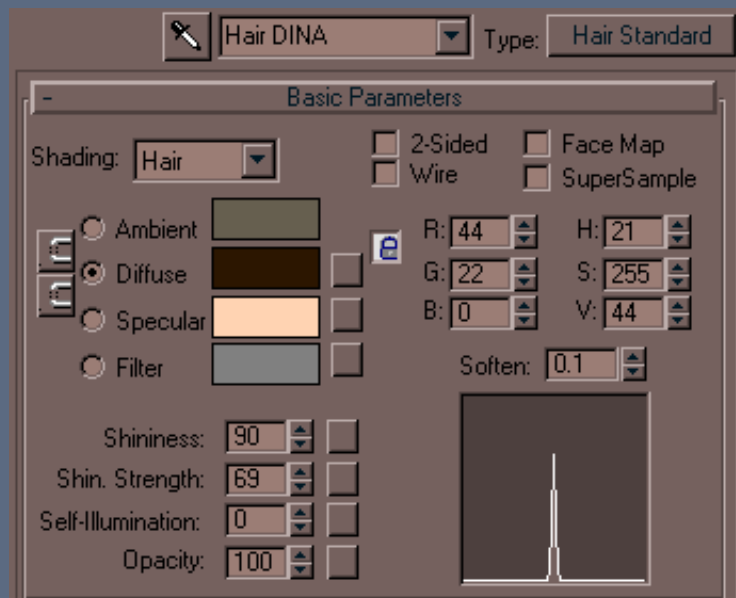 Hair DINA Type: Hair Standard
- Basic Parameters
Shading: Hair 2-Sided Face Map
Wire SuperSample
Ambient R: 44 H: 21
Diffuse G: 22 S: 255
Specular B: 0 V: 44
Filter Soften: 0.1
Shininess: 90
Shin. Strength: 69
Self-Illumination: 0
Opacity: 100